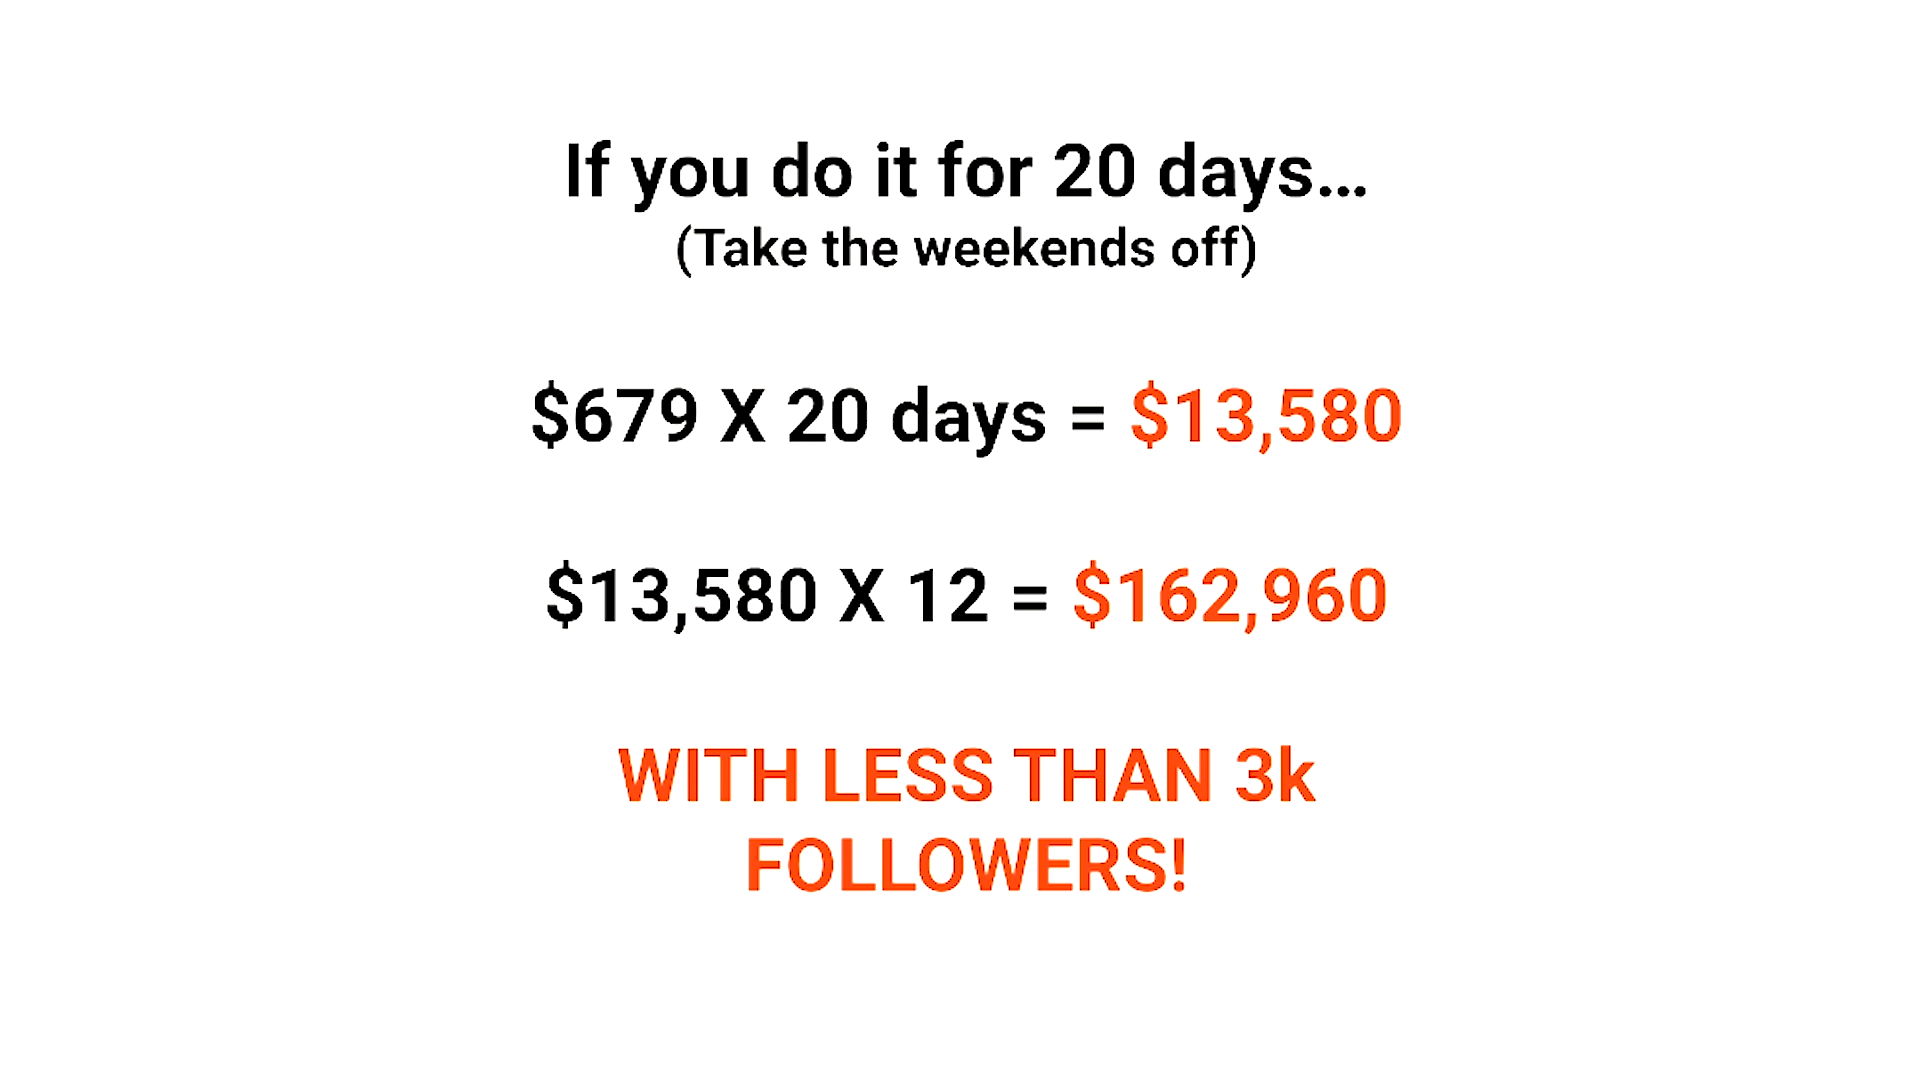 If you do it for 20 days...
(Take the weekends off)
$679 X 20 days = $13,580
$13,580 X 12 = $162,960
WITH LESS THAN 3k
FOLLOWERS!